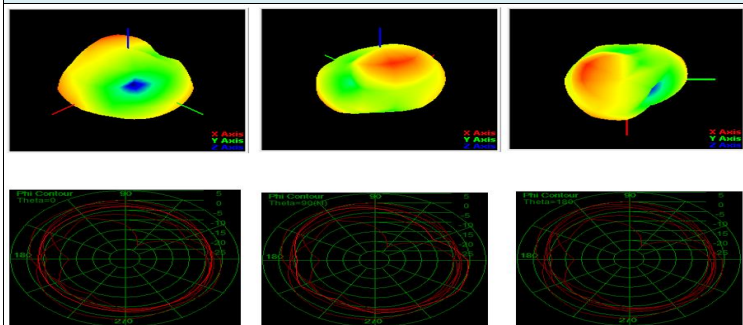 X Axis
Y Axis
Z Axis
X Axis
Y Axis
Z Axis
X Axis
Y Axis
Z Axis
Phi Contour
Theta=0
90
5
0
-5
-10
-15
-20
-25
180
270
Phi Contour
90
5
0
-5
-10
-15
-20
-25
180
270
Phi Contour
Theta=180
90
5
0
-5
-10
-15
-20
-25
180
270